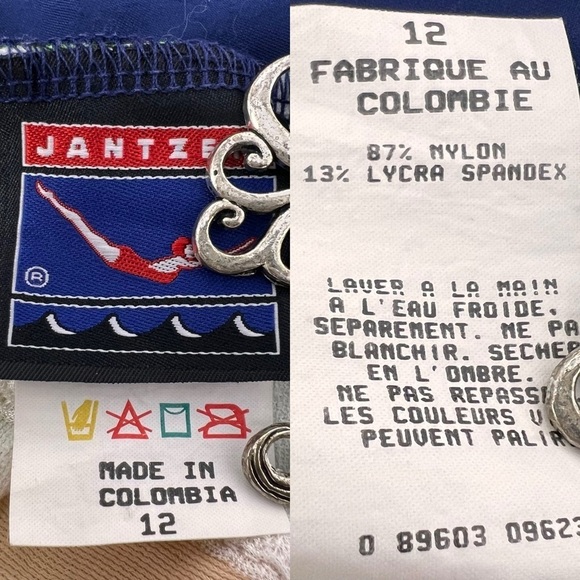 JANTZE
®
MADE IN
COLOMBIA
12
12
FABRIQUE AU
COLOMBIE
87% NYLON
13% LYCRA SPANDEX
LAVER A LA MAIN
A L'EAU FROIDE.
SEPAREMENT. NE PA
BLANCHIR. SECHER
EN L'OMBRE.
NE PAS REPASS
LES COULEURS
PEUVENT PALIR
0 89603 09623